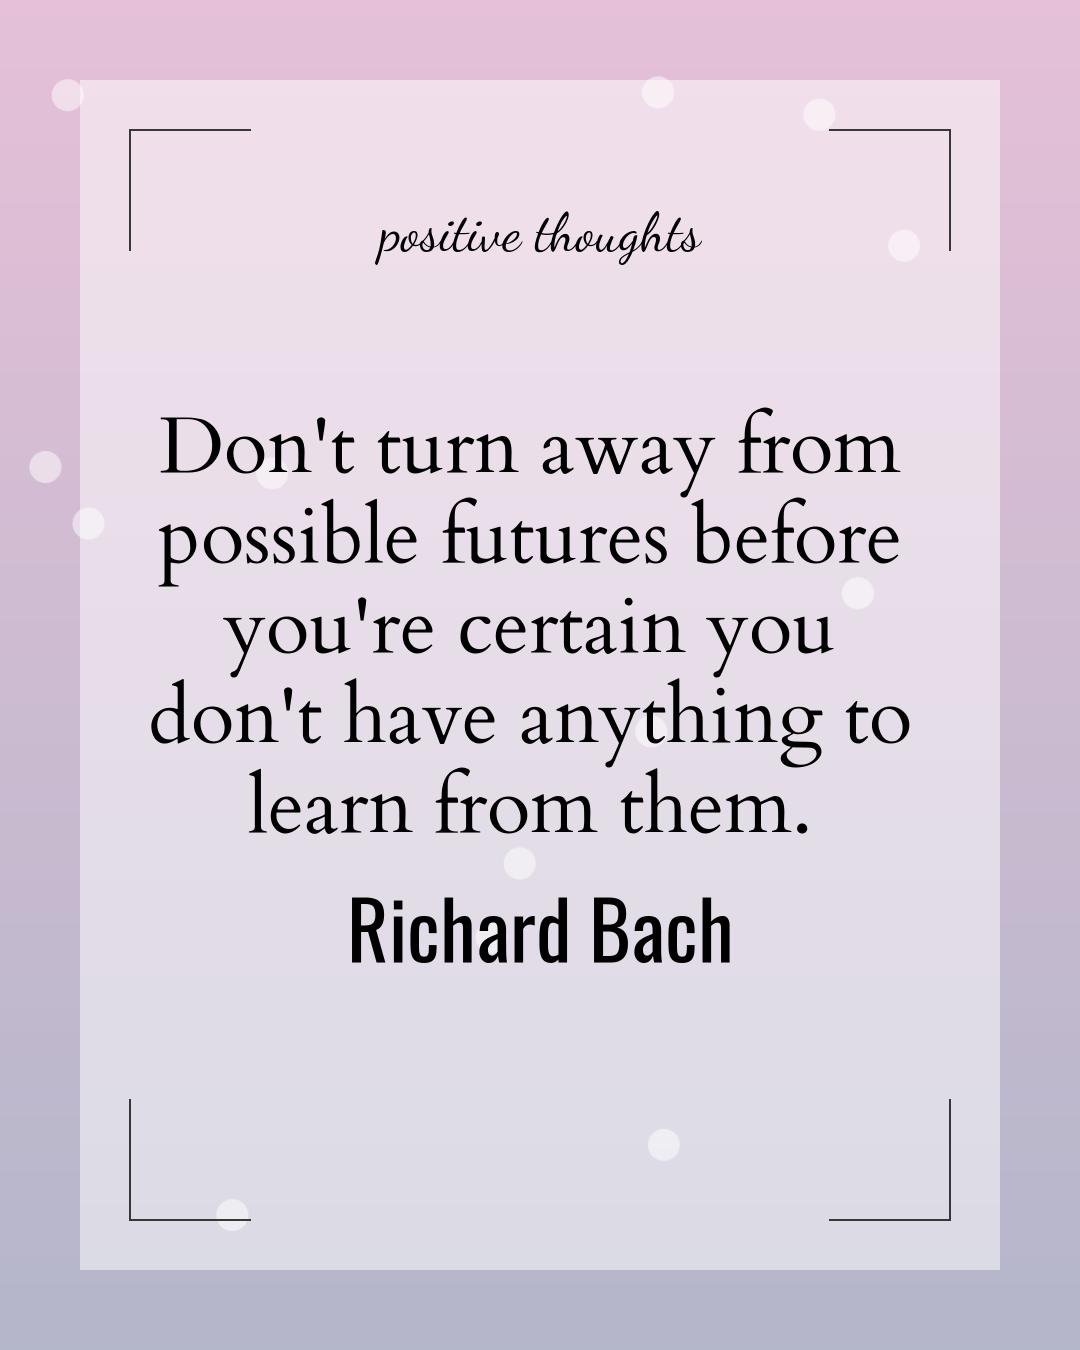 positive thoughts
Don't turn away from
possible futures before
you're certain you
don't have anything to
learn from them.
Richard Bach